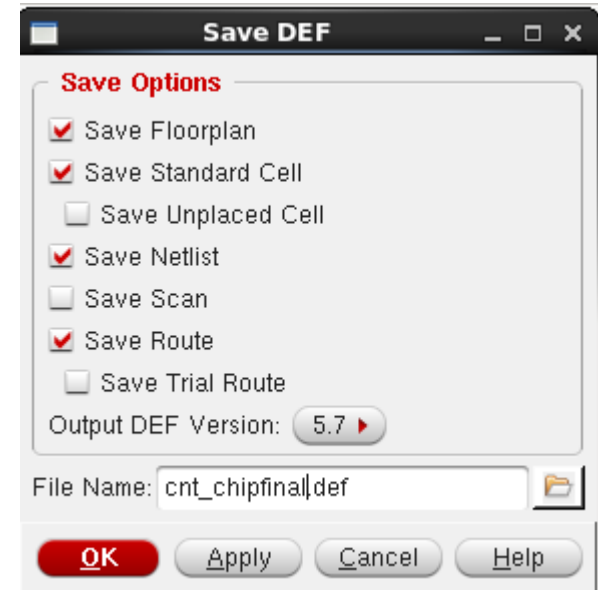 Save DEF
Save Options
Save Floorplan
Save Standard Cell
Save Unplaced Cell
Save Netlist
Save Scan
Save Route
Save Trial Route
Output DEF Version: 5.7
File Name: cnt_chipfinal.def
OK Apply Cancel Help